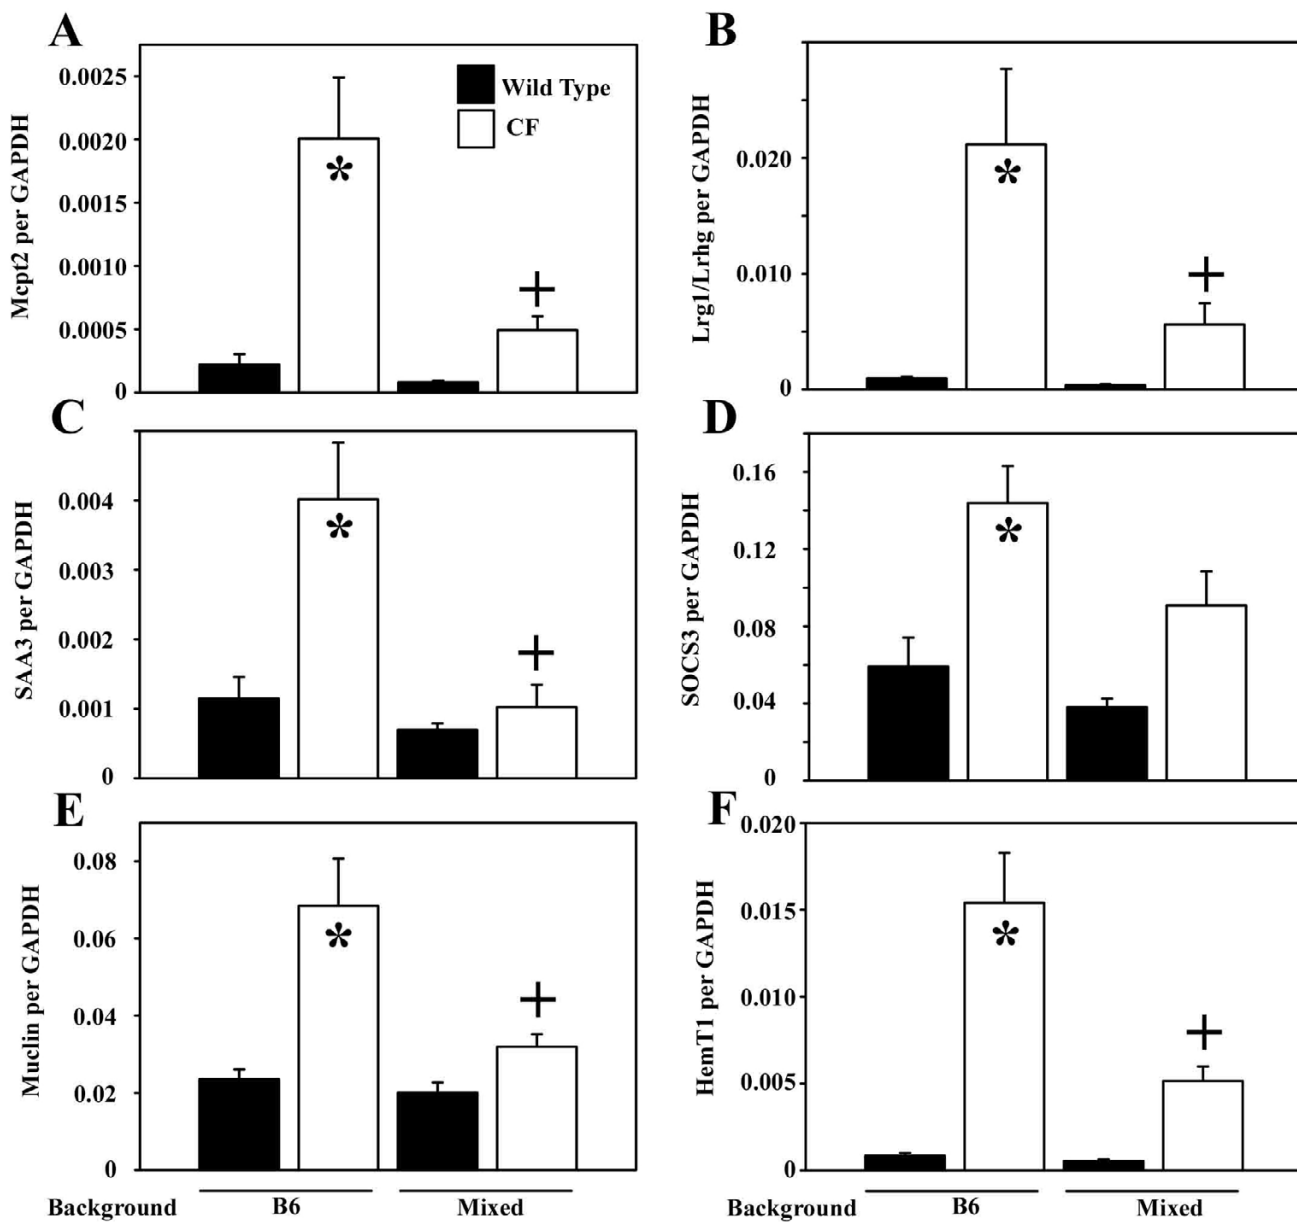 A
Mcpt2 per GAPDH
0.0025
0.0020
0.0015
0.0010
0.0005
0
Wild Type
CF
*
+
B
Lrg1/Lrhg per GAPDH
0.020
0.010
0
*
+
C
SAA3 per GAPDH
0.004
0.003
0.002
0.001
0
*
+
D
SOCS3 per GAPDH
0.16
0.12
0.08
0.04
0
*
E
Muclin per GAPDH
0.08
0.06
0.04
0.02
0
*
+
F
HemT1 per GAPDH
0.020
0.015
0.010
0.005
0
*
+
Background
B6
Mixed
B6
Mixed